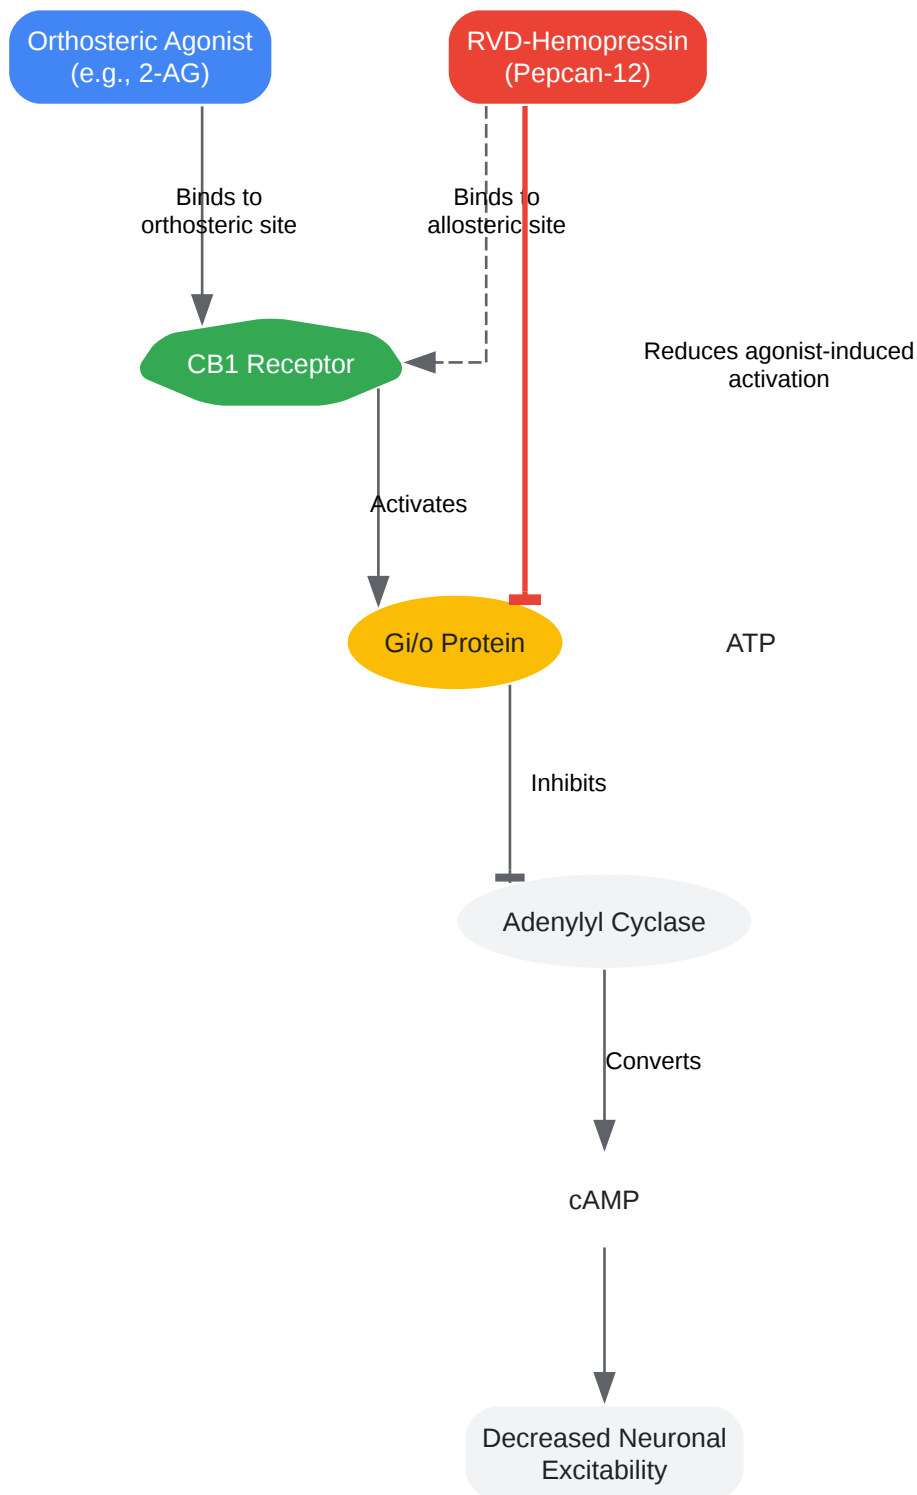 Orthosteric Agonist
(e.g., 2-AG)
RVD-Hemopressin
(Pepcan-12)
Binds to
orthosteric site
Binds to
allosteric site
CB1 Receptor
Reduces agonist-induced
activation
Activates
Gi/o Protein
ATP
Inhibits
Adenylyl Cyclase
Converts
cAMP
Decreased Neuronal
Excitability